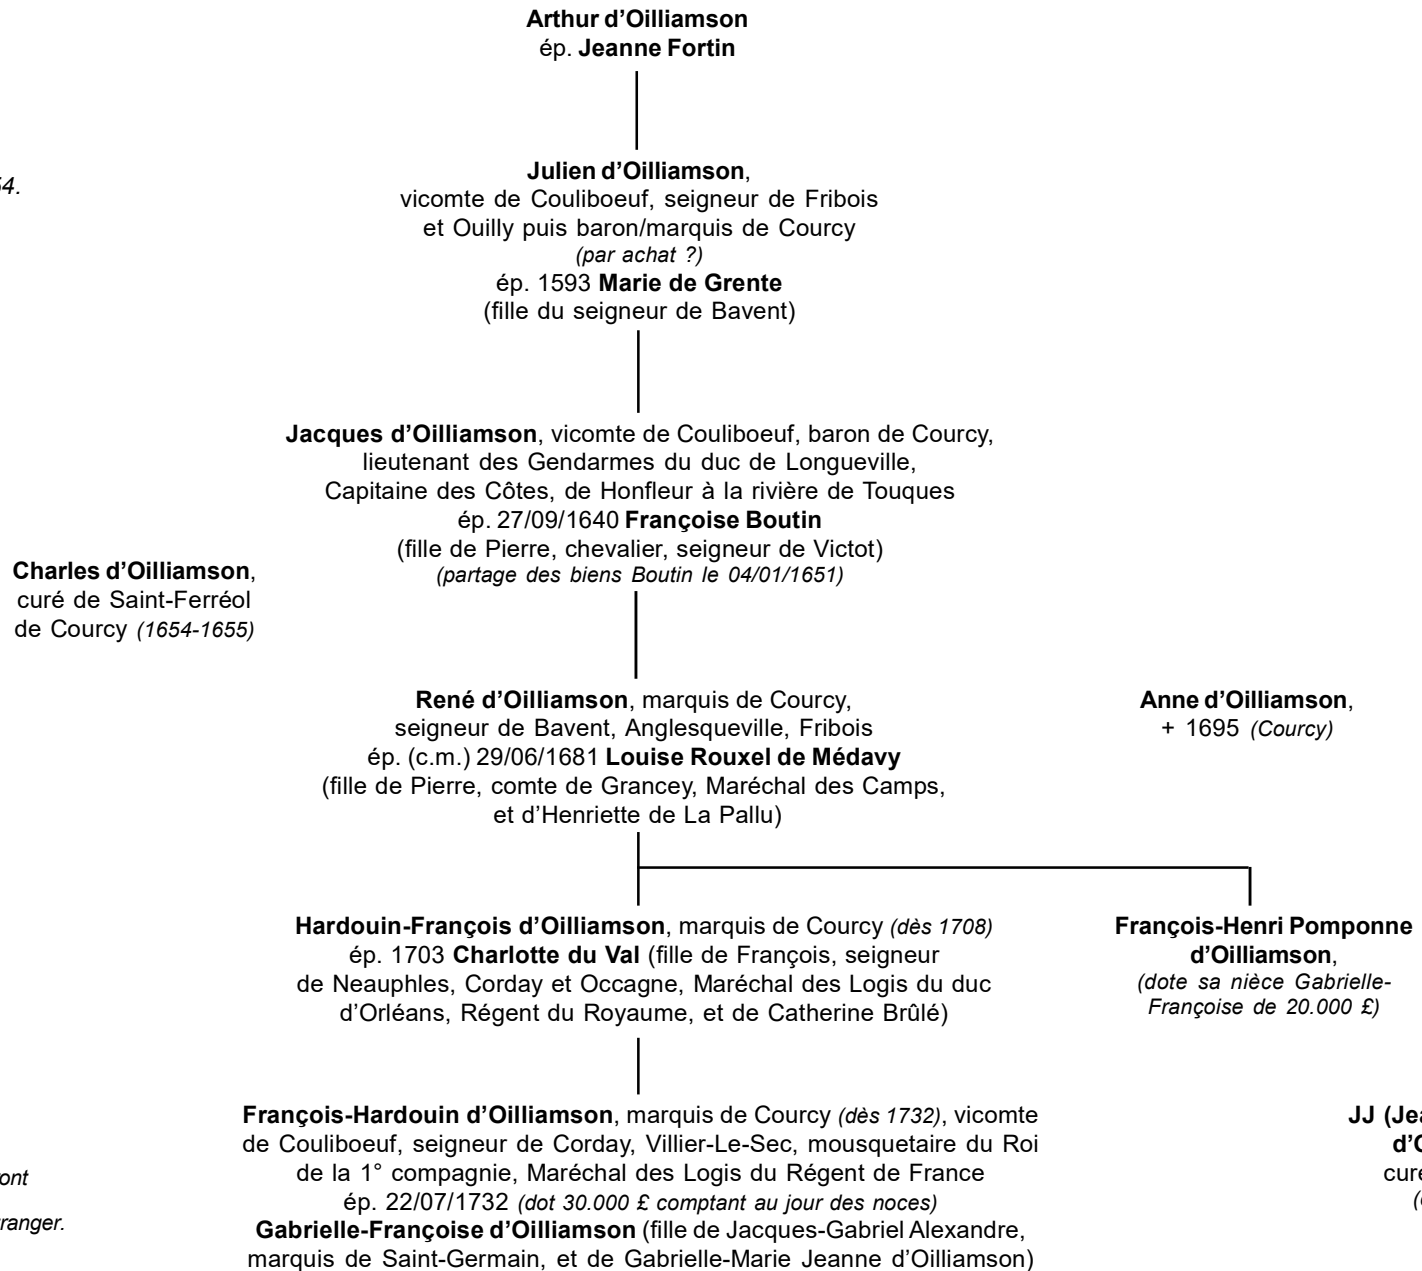 Arthur d'Oilliamson
ép. Jeanne Fortin
Julien d'Oilliamson,
vicomte de Couliboeuf, seigneur de Fribois
et Ouilly puis baron/marquis de Courcy
(par achat ?)
ép. 1593 Marie de Grente
(fille du seigneur de Bavent)
Jacques d'Oilliamson, vicomte de Couliboeuf, baron de Courcy,
lieutenant des Gendarmes du duc de Longueville,
Capitaine des Côtes, de Honfleur à la rivière de Touques
ép. 27/09/1640 Françoise Boutin
(fille de Pierre, chevalier, seigneur de Victot)
(partage des biens Boutin le 04/01/1651)
Charles d'Oilliamson,
curé de Saint-Ferréol
de Courcy (1654-1655)
René d'Oilliamson, marquis de Courcy,
seigneur de Bavent, Anglesqueville, Fribois
ép. (c.m.) 29/06/1681 Louise Rouxel de Médavy
(fille de Pierre, comte de Grancey, Maréchal des Camps,
et d'Henriette de La Pallu)
Anne d'Oilliamson,
+ 1695 (Courcy)
Hardouin-François d'Oilliamson, marquis de Courcy (dès 1708)
ép. 1703 Charlotte du Val (fille de François, seigneur
de Neauphles, Corday et Occagne, Maréchal des Logis du duc
d'Orléans, Régent du Royaume, et de Catherine Brûlé)
François-Henri Pomponne
d'Oilliamson,
(dote sa nièce Gabrielle-
Françoise de 20.000 £)
François-Hardouin d'Oilliamson, marquis de Courcy (dès 1732), vicomte
de Couliboeuf, seigneur de Corday, Villier-Le-Sec, mousquetaire du Roi
de la 1° compagnie, Maréchal des Logis du Régent de France
ép. 22/07/1732 (dot 30.000 £ comptant au jour des noces)
Gabrielle-Françoise d'Oilliamson (fille de Jacques-Gabriel Alexandre,
marquis de Saint-Germain, et de Gabrielle-Marie Jeanne d'Oilliamson)
JJ